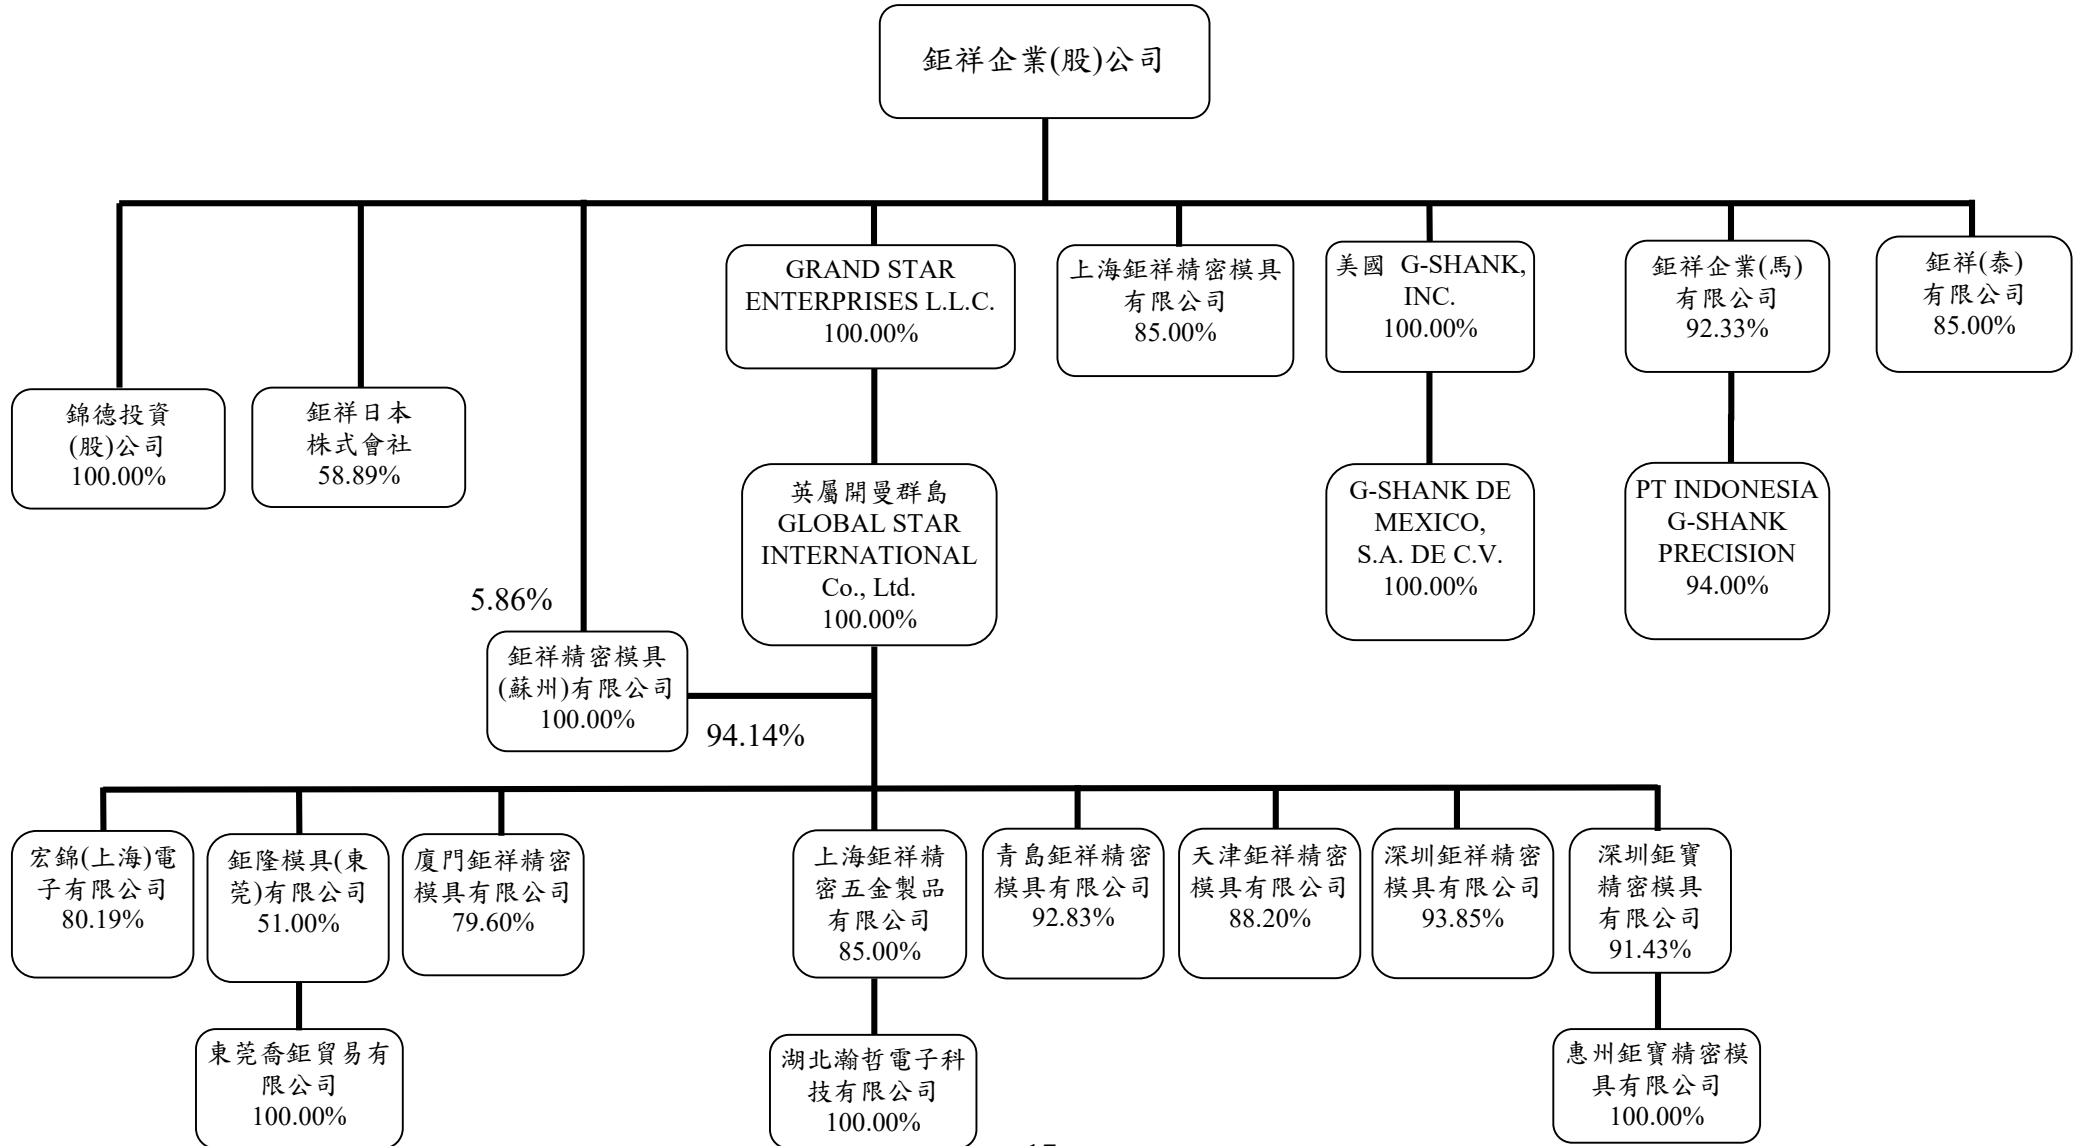 鉅祥企業(股)公司
GRAND STAR
ENTERPRISES L.L.C.
100.00%
上海鉅祥精密模具
有限公司
85.00%
美國 G-SHANK,
INC.
100.00%
鉅祥企業(馬)
有限公司
92.33%
鉅祥(泰)
有限公司
85.00%
錦德投資
(股)公司
100.00%
鉅祥日本
株式會社
58.89%
英屬開曼群島
GLOBAL STAR
INTERNATIONAL
Co., Ltd.
100.00%
G-SHANK DE
MEXICO,
S.A. DE C.V.
100.00%
PT INDONESIA
G-SHANK
PRECISION
94.00%
5.86%
鉅祥精密模具
(蘇州)有限公司
100.00%
94.14%
宏錦(上海)電
子有限公司
80.19%
鉅隆模具(東
莞)有限公司
51.00%
廈門鉅祥精密
模具有限公司
79.60%
上海鉅祥精
密五金製品
有限公司
85.00%
青島鉅祥精密
模具有限公司
92.83%
天津鉅祥精密
模具有限公司
88.20%
深圳鉅祥精密
模具有限公司
93.85%
深圳鉅寶
精密模具
有限公司
91.43%
東莞喬鉅貿易有
限公司
100.00%
湖北瀚哲電子科
技有限公司
100.00%
惠州鉅寶精密模
具有限公司
100.00%